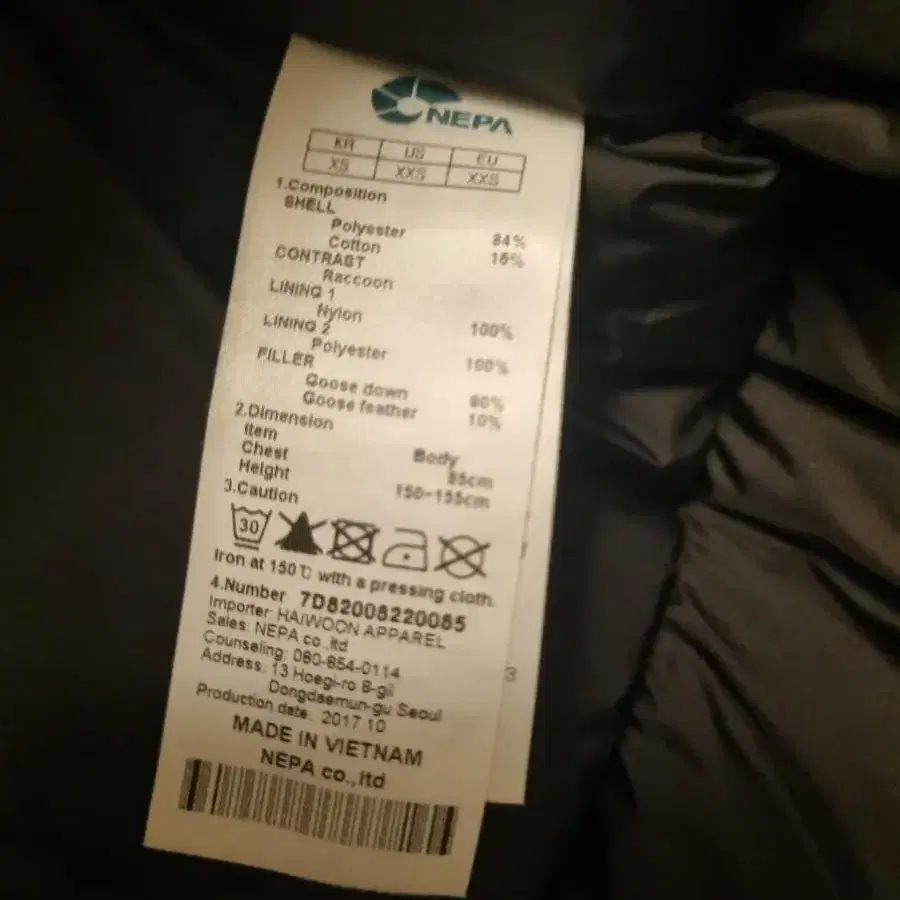 NEPA
KR US EU
XS XXS XXS
1.Composition
SHELL
Polyester 84%
Cotton 16%
CONTRAST
Raccoon
LINING 1
Nylon 100%
LINING 2
Polyester 100%
FILLER
Goose down 90%
Goose feather 10%
2.Dimension
Item Body
Chest 85cm
Height 150~155cm
3.Caution
30
Iron at 150℃ with a pressing cloth.
4.Number 7D82008220085
Importer: HAIWOON APPAREL
Sales: NEPA co.,ltd
Counseling: 080-854-0114
Address: 13 Hoegi-ro 8-gil
Dongdaemun-gu Seoul
Production date: 2017 10
MADE IN VIETNAM
NEPA co.,ltd
3